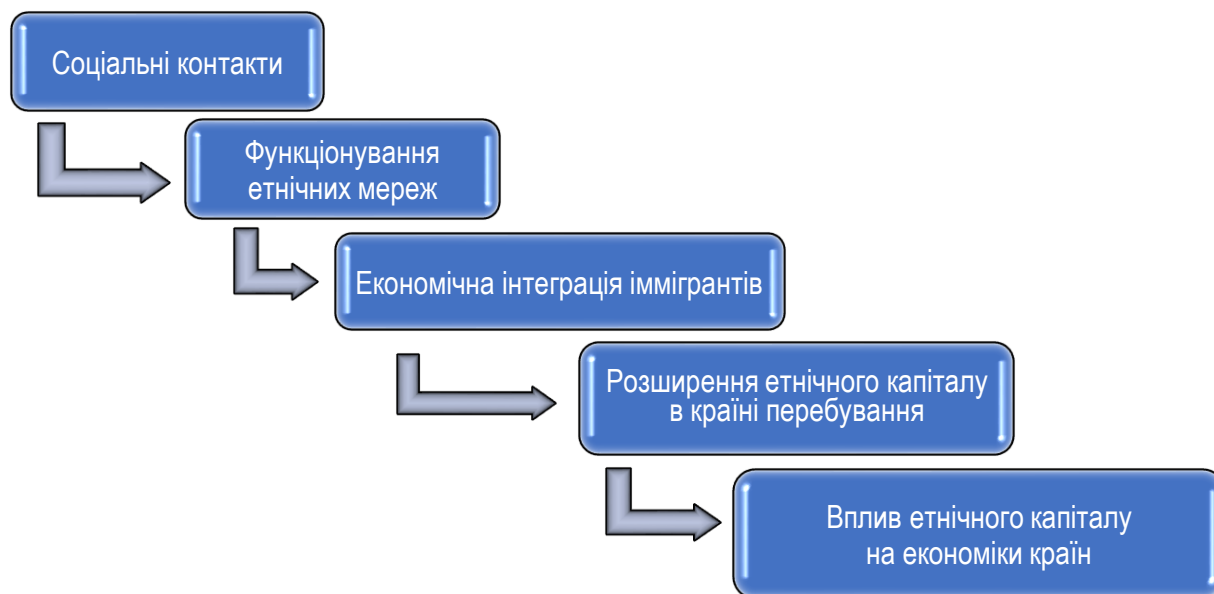 Соціальні контакти
Функціонування
етнічних мереж
Економічна інтеграція іммігрантів
Розширення етнічного капіталу
в країні перебування
Вплив етнічного капіталу
на економіки країн